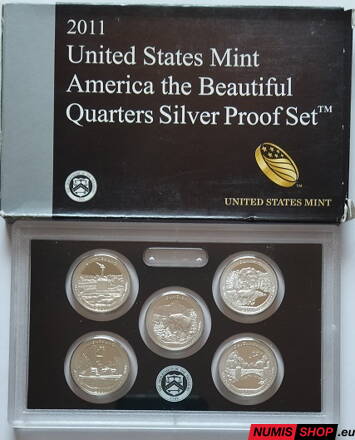 2011
United States Mint
America the Beautiful
Quarters Silver Proof Set™
UNITED STATES MINT
NUMIS SHOP.eu